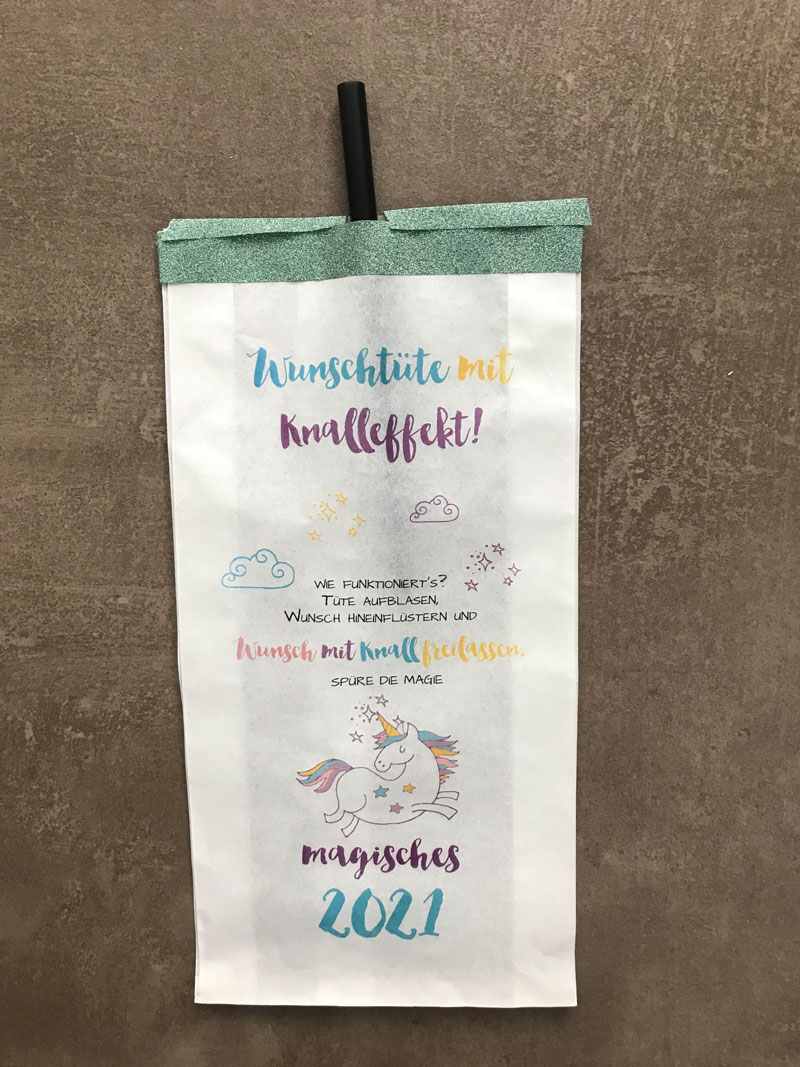 Wunschtüte mit
Knalleffekt!
WIE FUNKTIONIERT'S?
TÜTE AUFBLASEN,
WUNSCH HINEINFLÜSTERN UND
Wunsch mit Knall freilassen.
SPÜRE DIE MAGIE
magisches
2021